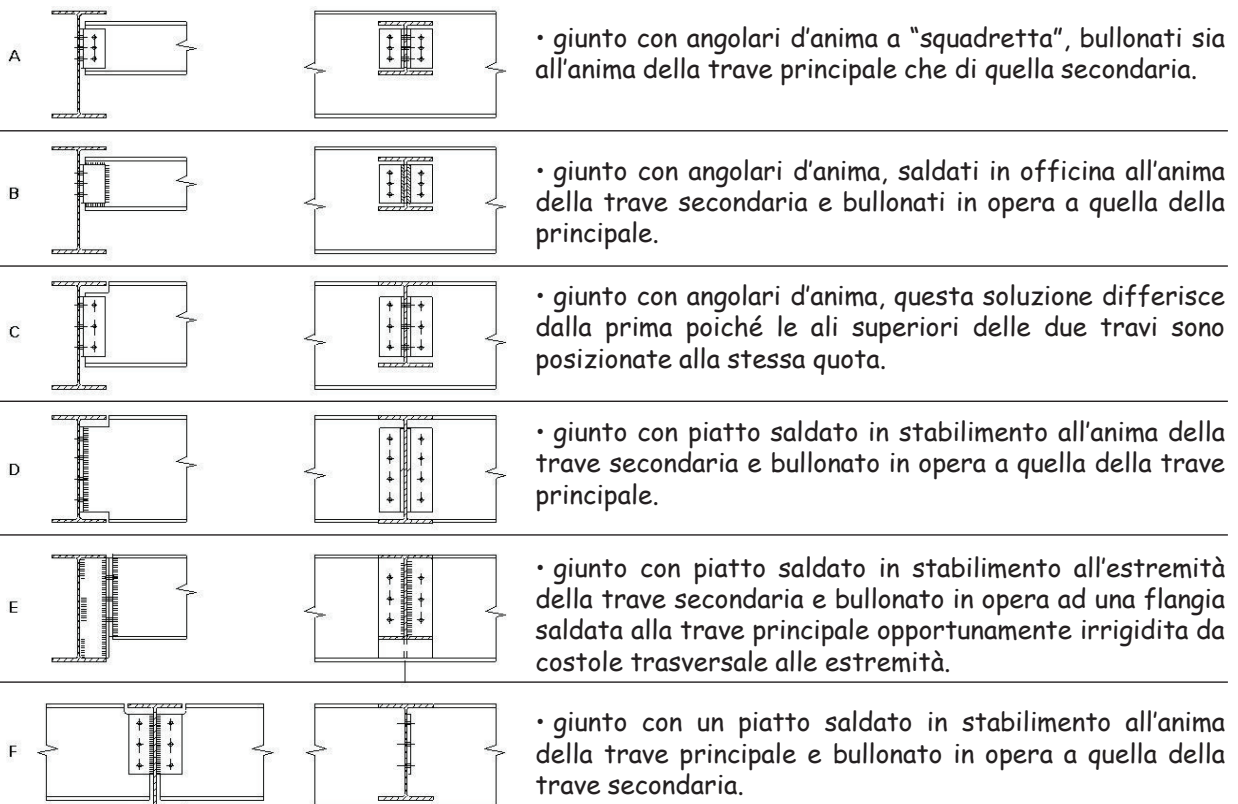 A
• giunto con angolari d'anima a “squadretta”, bullonati sia
all'anima della trave principale che di quella secondaria.
B
• giunto con angolari d'anima, saldati in officina all'anima
della trave secondaria e bullonati in opera a quella della
principale.
C
• giunto con angolari d'anima, questa soluzione differisce
dalla prima poiché le ali superiori delle due travi sono
posizionate alla stessa quota.
D
• giunto con piatto saldato in stabilimento all'anima della
trave secondaria e bullonato in opera a quella della trave
principale.
E
• giunto con piatto saldato in stabilimento all'estremità
della trave secondaria e bullonato in opera ad una flangia
saldata alla trave principale opportunamente irrigidita da
costole trasversale alle estremità.
F
• giunto con un piatto saldato in stabilimento all'anima
della trave principale e bullonato in opera a quella della
trave secondaria.